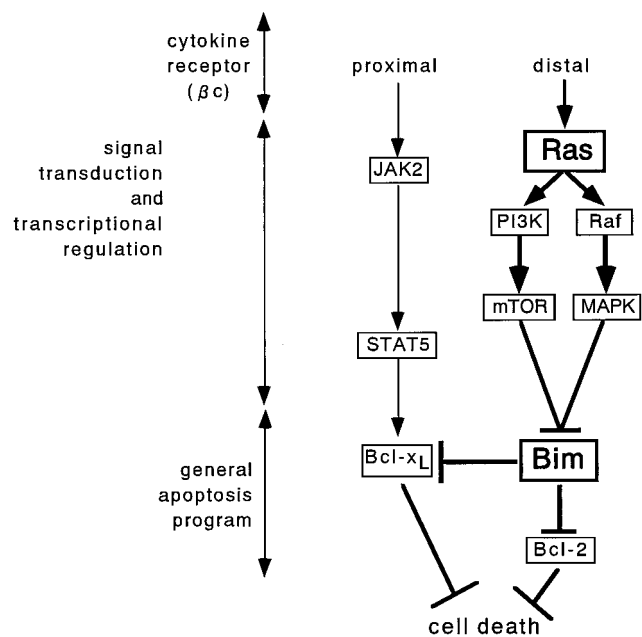 cytokine
receptor
(βc)
proximal
distal
signal
transduction
and
transcriptional
regulation
Ras
JAK2
PI3K
Raf
mTOR
MAPK
STAT5
general
apoptosis
program
Bcl-xL
Bim
Bcl-2
cell death